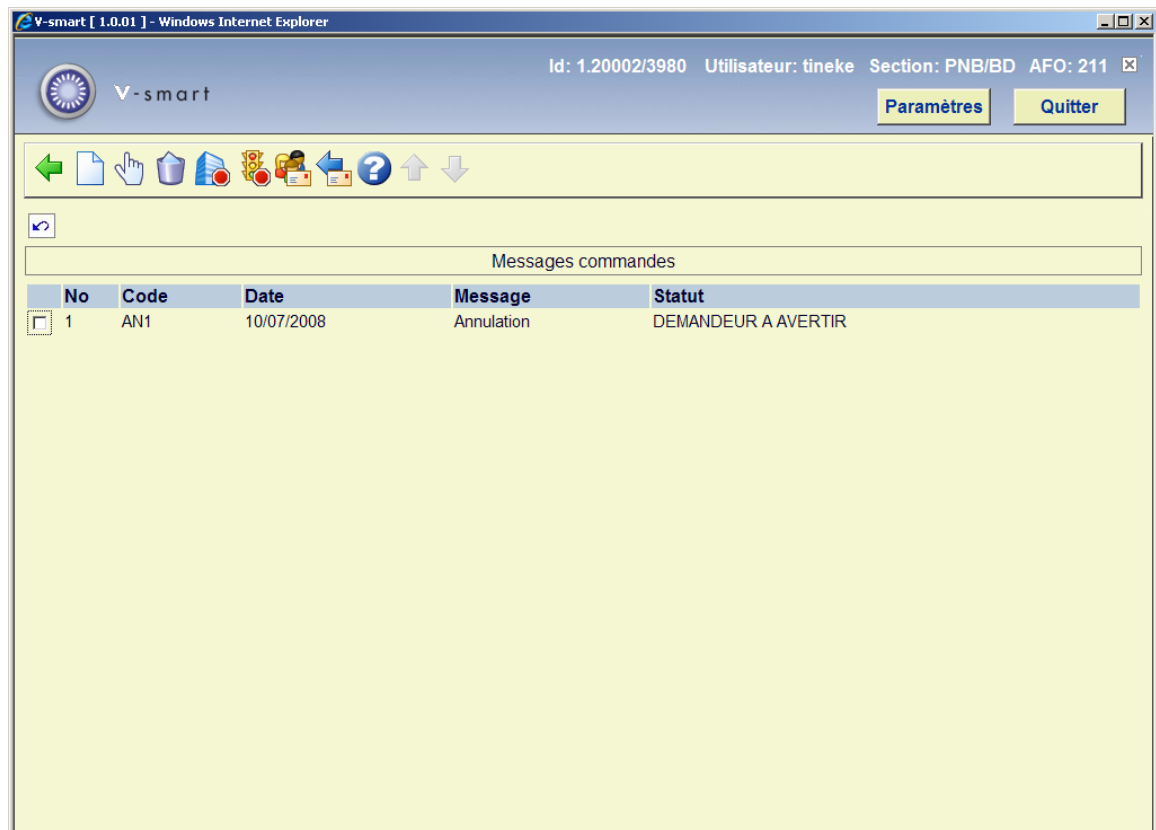 V-smart [ 1.0.01 ] - Windows Internet Explorer
Id: 1.20002/3980 Utilisateur: tineke Section: PNB/BD AFO: 211
V-smart
Paramètres Quitter
Messages commandes
No Code Date Message Statut
1 AN1 10/07/2008 Annulation DEMANDEUR A AVERTIR